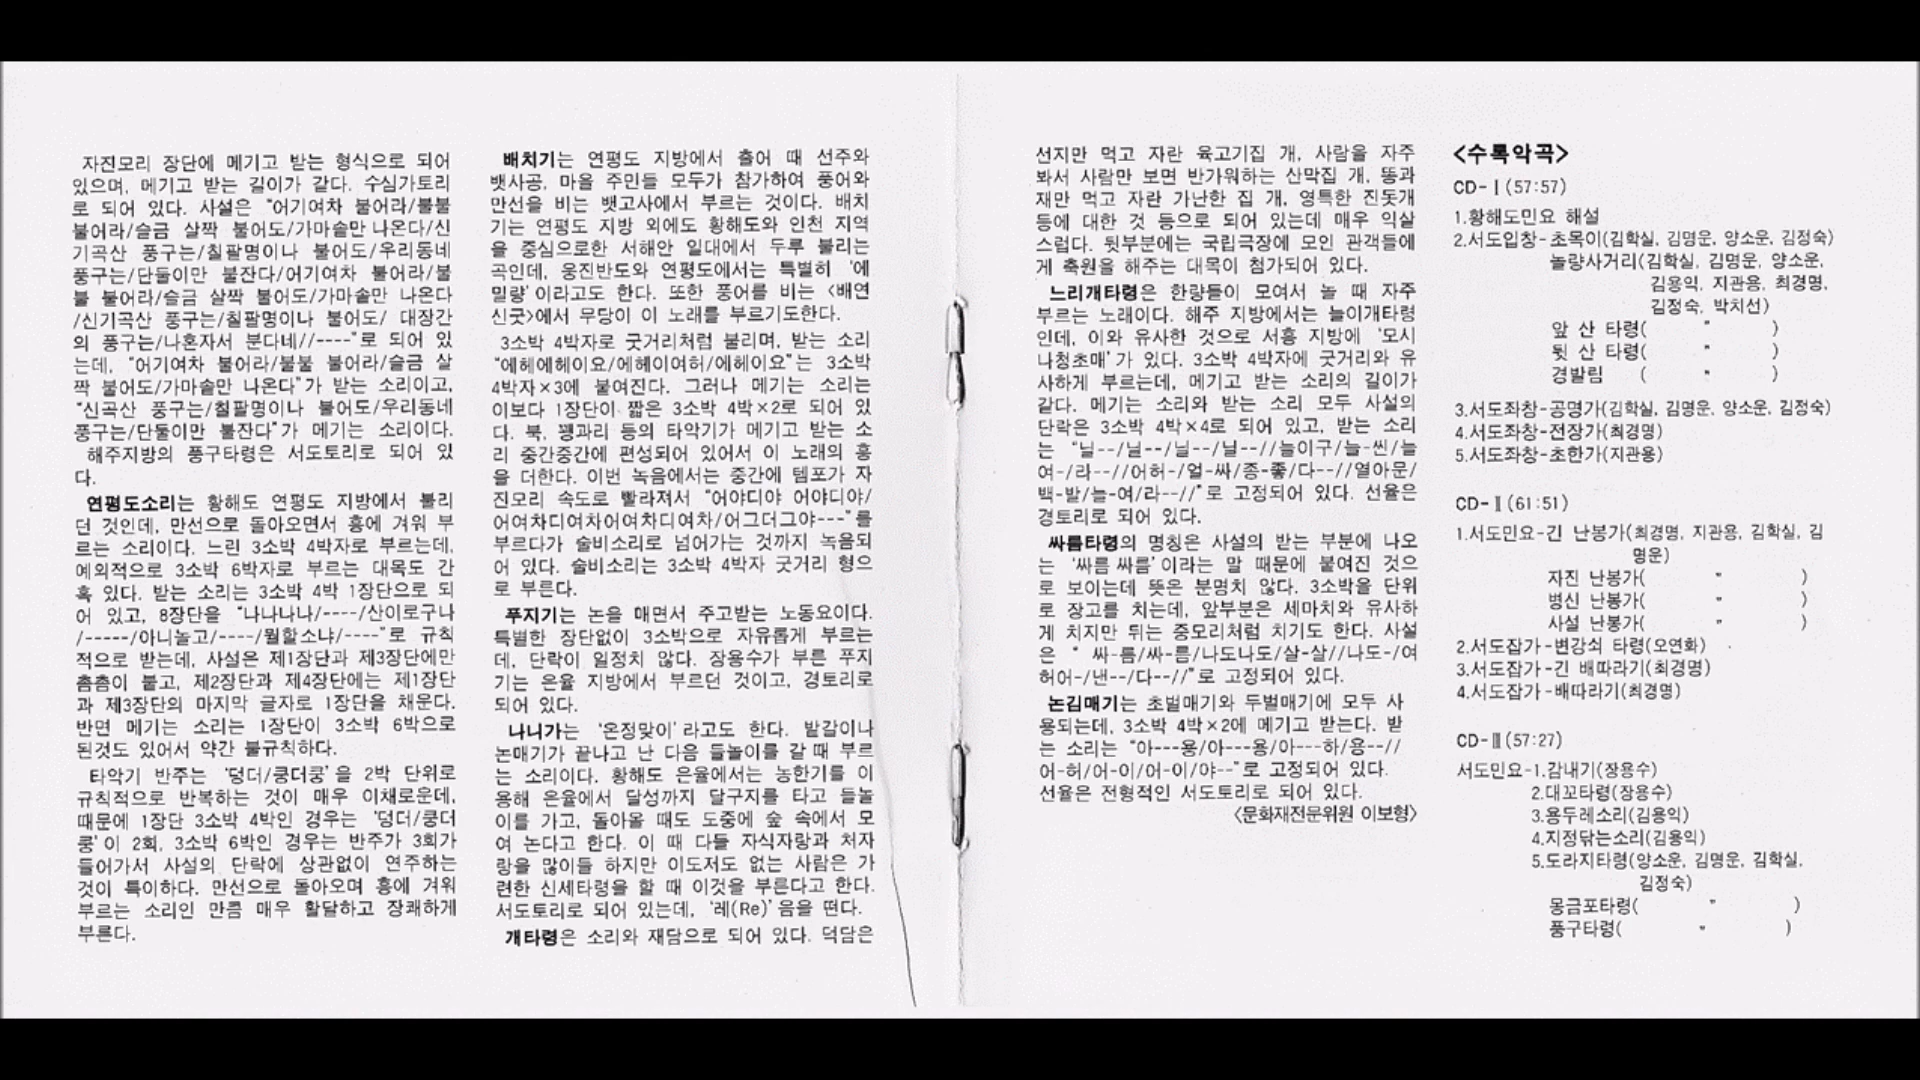 자진모리 장단에 메기고 받는 형식으로 되어
있으며, 메기고 받는 길이가 같다. 수심가토리
로 되어 있다. 사설은 "어기여차 불어라/불불
불어라/슬금 살짝 불어도/가마솥만 나온다/신
기곡산 풍구는/칠팔명이나 불어도/우리동네
풍구는/단둘이만 불잔다/어기여차 불어라/불
불 불어라/슬금 살짝 불어도/가마솥만 나온다
/신기곡산 풍구는/칠팔명이나 불어도/ 대장간
의 풍구는/나혼자서 분다네//----"로 되어 있
는데, "어기여차 불어라/불불 불어라/슬금 살
짝 불어도/가마솥만 나온다"가 받는 소리이고,
"신곡산 풍구는/칠팔명이나 불어도/우리동네
풍구는/단둘이만 불잔다"가 메기는 소리이다.
해주지방의 풍구타령은 서도토리로 되어 있
다.
연평도소리는 황해도 연평도 지방에서 불리
던 것인데, 만선으로 돌아오면서 흥에 겨워 부
르는 소리이다. 느린 3소박 4박자로 부르는데,
예외적으로 3소박 6박자로 부르는 대목도 간
혹 있다. 받는 소리는 3소박 4박 1장단으로 되
어 있고, 8장단을 "나나나나/----/산이로구나
/-----/아니놀고/----/뭘할소냐/----"로 규칙
적으로 받는데, 사설은 제1장단과 제3장단에만
촘촘이 붙고, 제2장단과 제4장단에는 제1장단
과 제3장단의 마지막 글자로 1장단을 채운다.
반면 메기는 소리는 1장단이 3소박 6박으로
된것도 있어서 약간 불규칙하다.
타악기 반주는 '덩더/쿵더쿵'을 2박 단위로
규칙적으로 반복하는 것이 매우 이채로운데,
때문에 1장단 3소박 4박인 경우는 '덩더/쿵더
쿵'이 2회, 3소박 6박인 경우는 반주가 3회가
들어가서 사설의 단락에 상관없이 연주하는
것이 특이하다. 만선으로 돌아오며 흥에 겨워
부르는 소리인 만큼 매우 활달하고 장쾌하게
부른다.
배치기는 연평도 지방에서 흘어 때 선주와
뱃사공, 마을 주민들 모두가 참가하여 풍어와
만선을 비는 뱃고사에서 부르는 것이다. 배치
기는 연평도 지방 외에도 황해도와 인천 지역
을 중심으로한 서해안 일대에서 두루 불리는
곡인데, 웅진반도와 연평도에서는 특별히 '에
밀량'이라고도 한다. 또한 풍어를 비는 <배연
신굿>에서 무당이 이 노래를 부르기도한다.
3소박 4박자로 굿거리처럼 불리며, 받는 소리
"에헤에헤이요/에헤이여허/에헤이요"는 3소박
4박자×3에 붙여진다. 그러나 메기는 소리는
이보다 1장단이 짧은 3소박 4박×2로 되어 있
다. 북, 꽹과리 등의 타악기가 메기고 받는 소
리 중간중간에 편성되어 있어서 이 노래의 흥
을 더한다. 이번 녹음에서는 중간에 템포가 자
진모리 속도로 빨라져서 "어야디야 어야디야/
어여차디여차어여차디여차/어그더그야---"를
부르다가 술비소리로 넘어가는 것까지 녹음되
어 있다. 술비소리는 3소박 4박자 굿거리 형으
로 부른다.
푸지기는 논을 매면서 주고받는 노동요이다.
특별한 장단없이 3소박으로 자유롭게 부르는
데, 단락이 일정치 않다. 장용수가 부른 푸지
기는 은율 지방에서 부르던 것이고, 경토리로
되어 있다.
나니가는 '온정맞이'라고도 한다. 밭갈이나
논매기가 끝나고 난 다음 들놀이를 갈 때 부르
는 소리이다. 황해도 은율에서는 농한기를 이
용해 은율에서 달성까지 달구지를 타고 들놀
이를 가고, 돌아올 때도 도중에 숲 속에서 모
여 논다고 한다. 이 때 다들 자식자랑과 처자
랑을 많이들 하지만 이도저도 없는 사람은 가
련한 신세타령을 할 때 이것을 부른다고 한다.
서도토리로 되어 있는데, '레(Re)'음을 떤다.
개타령은 소리와 재담으로 되어 있다. 덕담은
선지만 먹고 자란 육고기집 개, 사람을 자주
봐서 사람만 보면 반가워하는 산막집 개, 똥과
재만 먹고 자란 가난한 집 개, 영특한 진돗개
등에 대한 것 등으로 되어 있는데 매우 익살
스럽다. 뒷부분에는 국립극장에 모인 관객들에
게 축원을 해주는 대목이 첨가되어 있다.
느리개타령은 한량들이 모여서 놀 때 자주
부르는 노래이다. 해주 지방에서는 늘이개타령
인데, 이와 유사한 것으로 서흥 지방에 '모시
나청초매'가 있다. 3소박 4박자에 굿거리와 유
사하게 부르는데, 메기고 받는 소리의 길이가
같다. 메기는 소리와 받는 소리 모두 사설의
단락은 3소박 4박×4로 되어 있고, 받는 소리
는 "닐--/닐--/닐--/널--//늘이구/늘-씬/늘
여-/라--//어허-/얼-싸/종-좋/다--//열아문/
백-발/늘-여/라--//"로 고정되어 있다. 선율은
경토리로 되어 있다.
싸름타령의 명칭은 사설의 받는 부분에 나오
는 '싸름 싸름'이라는 말 때문에 붙여진 것으
로 보이는데 뜻은 분명치 않다. 3소박을 단위
로 장고를 치는데, 앞부분은 세마치와 유사하
게 치지만 뒤는 중모리처럼 치기도 한다. 사설
은 " 싸-름/싸-름/나도나도/살-살//나도-/여
허어-/낸--/다--//"로 고정되어 있다.
논김매기는 초벌매기와 두벌매기에 모두 사
용되는데, 3소박 4박×2에 메기고 받는다. 받
는 소리는 "아---용/아---용/아---하/용--//
어-허/어-이/어-이/야--"로 고정되어 있다.
선율은 전형적인 서도토리로 되어 있다.
<문화재전문위원 이보형>
<수록악곡>
CD-Ⅰ(57:57)
1.황해도민요 해설
2.서도입창-초목이(김학실, 김명운, 양소운, 김정숙)
놀량사거리(김학실, 김명운, 양소운,
김용익, 지관용, 최경명,
김정숙, 박치선)
앞 산 타령( " )
뒷 산 타령( " )
경발림 ( " )
3.서도좌창-공명가(김학실, 김명운, 양소운, 김정숙)
4.서도좌창-전장가(최경명)
5.서도좌창-초한가(지관용)
CD-Ⅱ(61:51)
1.서도민요-긴 난봉가(최경명, 지관용, 김학실, 김
명운)
자진 난봉가( " )
병신 난봉가( " )
사설 난봉가( " )
2.서도잡가-변강쇠 타령(오연화)
3.서도잡가-긴 배따라기(최경명)
4.서도잡가-배따라기(최경명)
CD-Ⅲ(57:27)
서도민요-1.감내기(장용수)
2.대꼬타령(장용수)
3.용두레소리(김용익)
4.지정닦는소리(김용익)
5.도라지타령(양소운, 김명운, 김학실,
김정숙)
몽금포타령( " )
풍구타령( " )